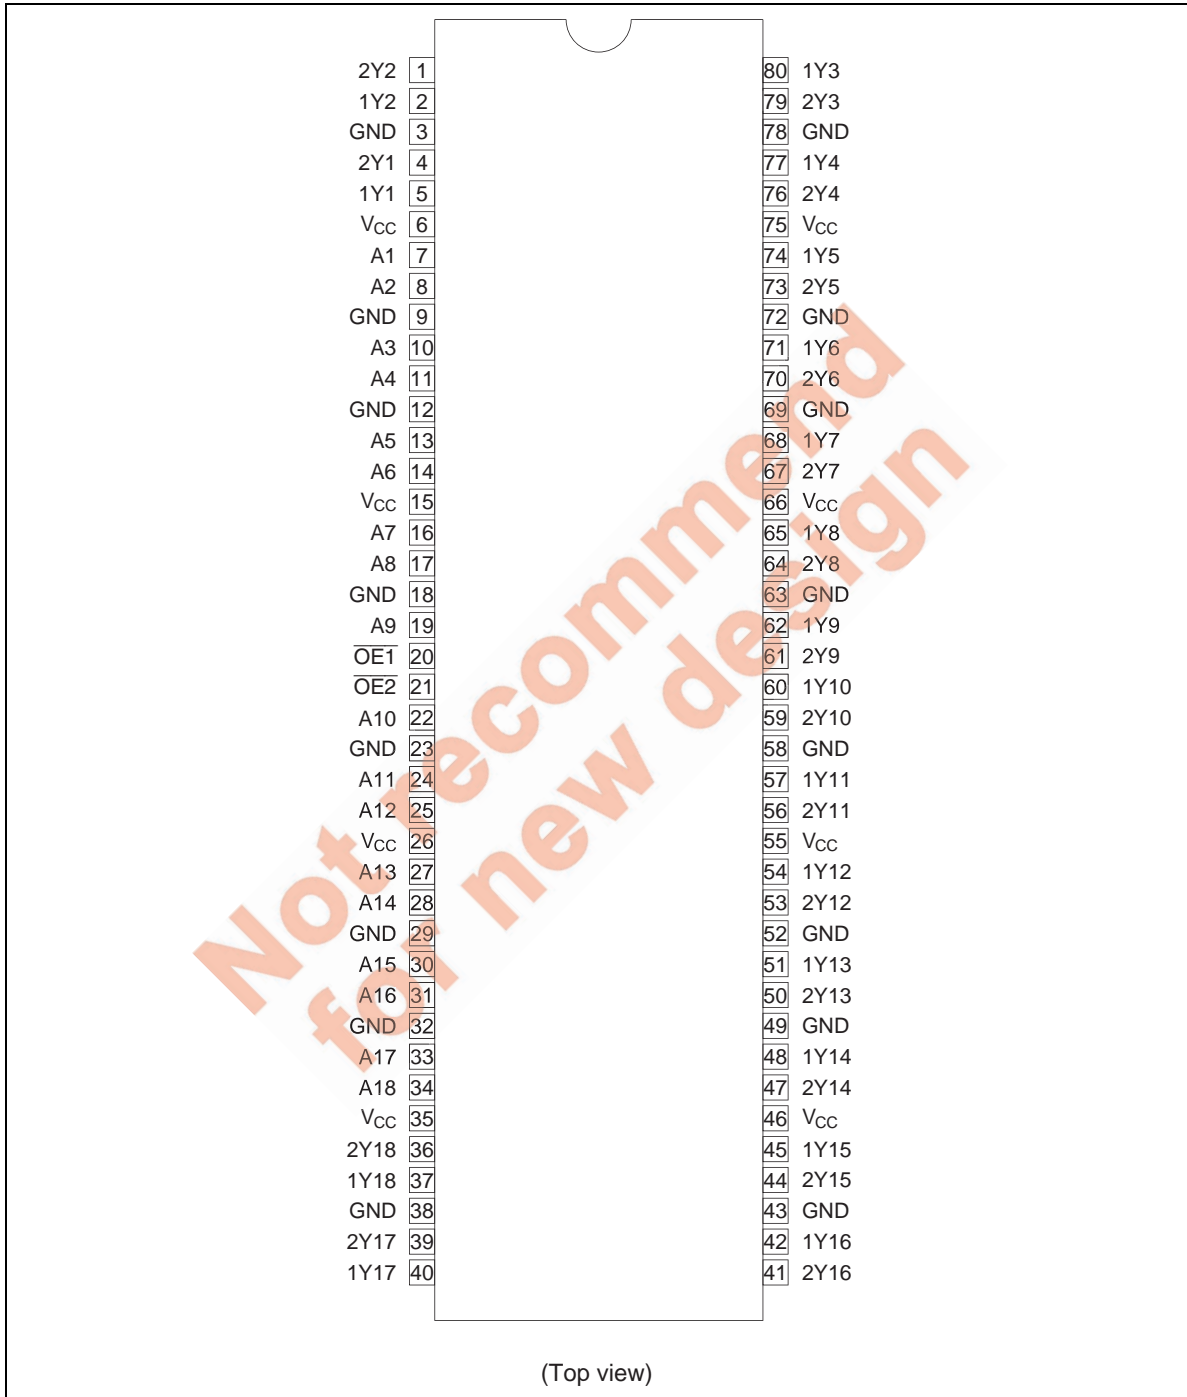 2Y2 1 80 1Y3
1Y2 2 79 2Y3
GND 3 78 GND
2Y1 4 77 1Y4
1Y1 5 76 2Y4
VCC 6 75 VCC
A1 7 74 1Y5
A2 8 73 2Y5
GND 9 72 GND
A3 10 71 1Y6
A4 11 70 2Y6
GND 12 69 GND
A5 13 68 1Y7
A6 14 67 2Y7
VCC 15 66 VCC
A7 16 65 1Y8
A8 17 64 2Y8
GND 18 63 GND
A9 19 62 1Y9
O̅E̅1̅ 20 61 2Y9
O̅E̅2̅ 21 60 1Y10
A10 22 59 2Y10
GND 23 58 GND
A11 24 57 1Y11
A12 25 56 2Y11
VCC 26 55 VCC
A13 27 54 1Y12
A14 28 53 2Y12
GND 29 52 GND
A15 30 51 1Y13
A16 31 50 2Y13
GND 32 49 GND
A17 33 48 1Y14
A18 34 47 2Y14
VCC 35 46 VCC
2Y18 36 45 1Y15
1Y18 37 44 2Y15
GND 38 43 GND
2Y17 39 42 1Y16
1Y17 40 41 2Y16
(Top view)
Not recommend
for new design